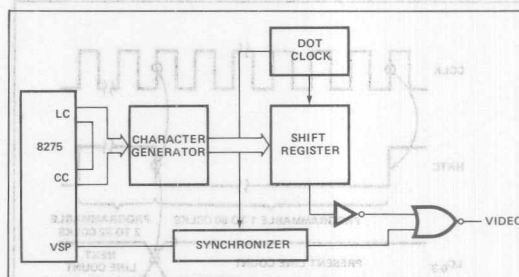 DOT
CLOCK
LC
8275
CC
VSP
CHARACTER
GENERATOR
SHIFT
REGISTER
SYNCHRONIZER
VIDEO